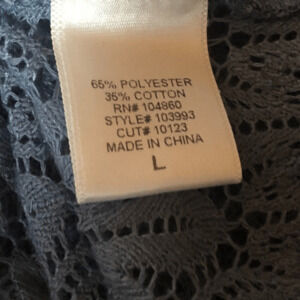 65% POLYESTER
35% COTTON
RN# 104860
STYLE# 103993
CUT# 10123
MADE IN CHINA
L